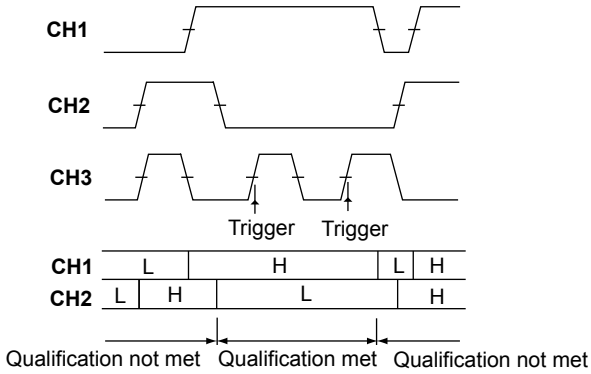 CH1
CH2
CH3
Trigger Trigger
CH1 L H L H
CH2 L H L H
Qualification not met Qualification met Qualification not met